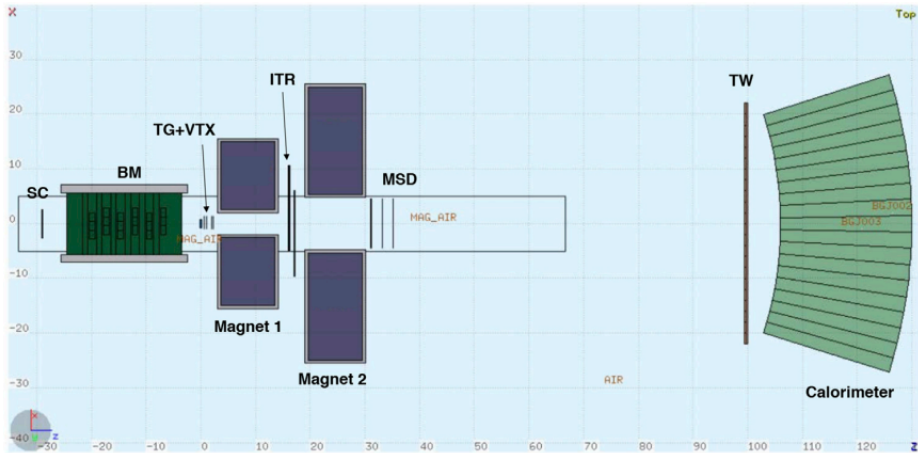 X
Top
30
ITR
TW
20
TG+VTX
BM
10
MSD
SC
0
MAG_AIR
BGJ002
BGJ003
MAG_AIR
-10
Magnet 1
-20
Magnet 2
-30
AIR
Calorimeter
x
y
z
-40
-30
-20
-10
0
10
20
30
40
50
60
70
80
90
100
110
120
Z